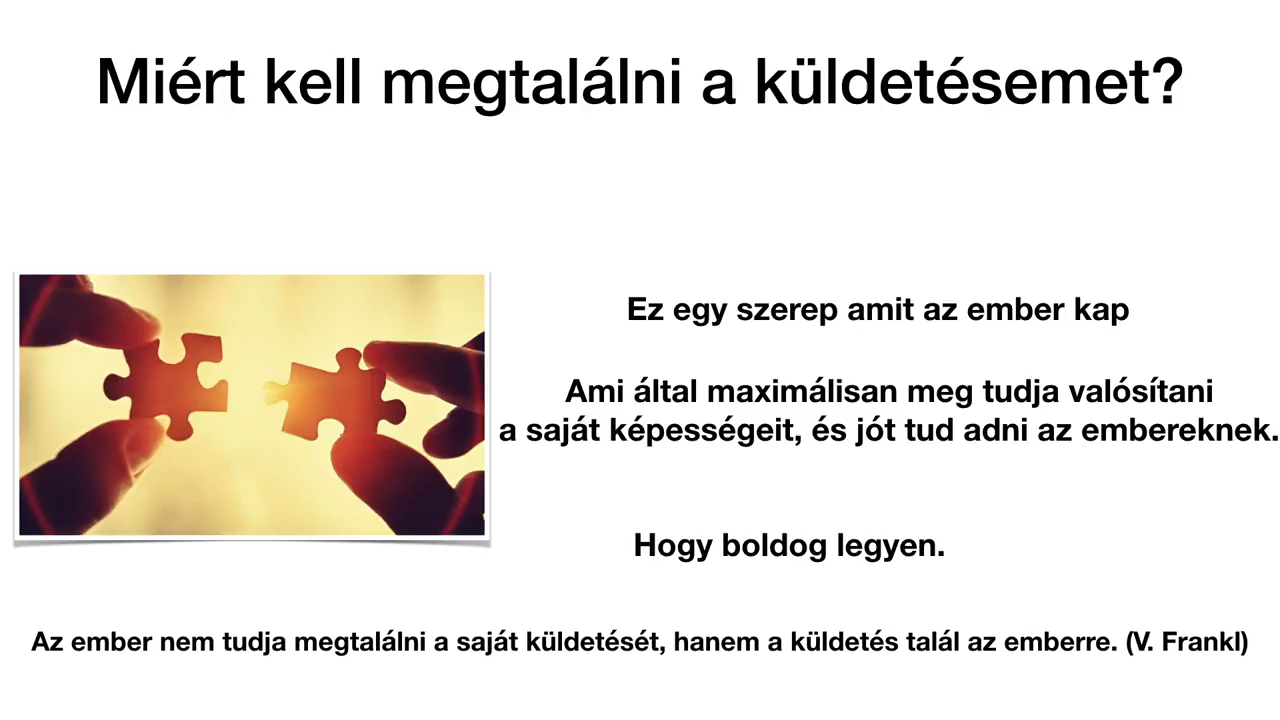 Miért kell megtalálni a küldetésemet?
Ez egy szerep amit az ember kap
Ami által maximálisan meg tudja valósítani
a saját képességeit, és jót tud adni az embereknek.
Hogy boldog legyen.
Az ember nem tudja megtalálni a saját küldetését, hanem a küldetés talál az emberre. (V. Frankl)